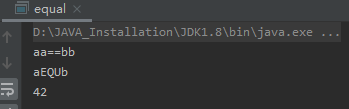 equal
D:\JAVA_Installation\JDK1.8\bin\java.exe ...
aa==bb
aEQUb
42